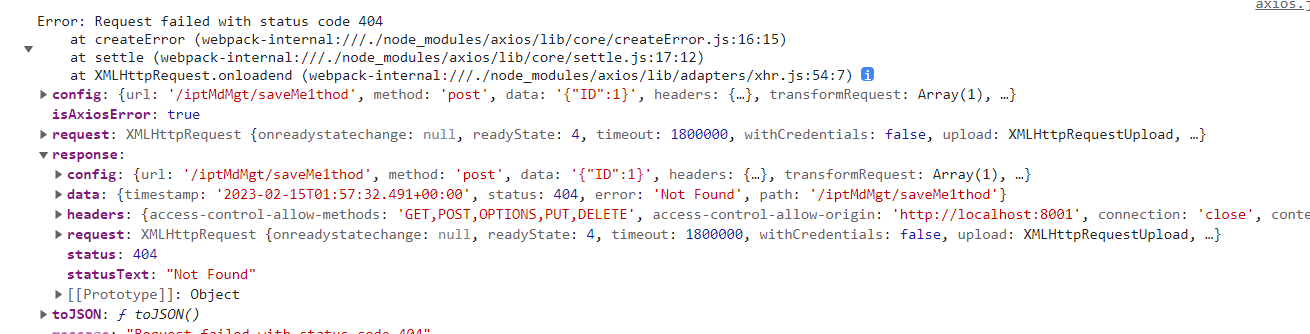 axios.j
Error: Request failed with status code 404
at createError (webpack-internal:///./node_modules/axios/lib/core/createError.js:16:15)
at settle (webpack-internal:///./node_modules/axios/lib/core/settle.js:17:12)
at XMLHttpRequest.onloadend (webpack-internal:///./node_modules/axios/lib/adapters/xhr.js:54:7) i
config: {url: '/iptMdMgt/saveMe1thod', method: 'post', data: '{"ID":1}', headers: {…}, transformRequest: Array(1), …}
isAxiosError: true
request: XMLHttpRequest {onreadystatechange: null, readyState: 4, timeout: 1800000, withCredentials: false, upload: XMLHttpRequestUpload, …}
response:
config: {url: '/iptMdMgt/saveMe1thod', method: 'post', data: '{"ID":1}', headers: {…}, transformRequest: Array(1), …}
data: {timestamp: '2023-02-15T01:57:32.491+00:00', status: 404, error: 'Not Found', path: '/iptMdMgt/saveMe1thod'}
headers: {access-control-allow-methods: 'GET,POST,OPTIONS,PUT,DELETE', access-control-allow-origin: 'http://localhost:8001', connection: 'close', conte
request: XMLHttpRequest {onreadystatechange: null, readyState: 4, timeout: 1800000, withCredentials: false, upload: XMLHttpRequestUpload, …}
status: 404
statusText: "Not Found"
[[Prototype]]: Object
toJSON: ƒ toJSON()
message: "Request failed with status code 404"